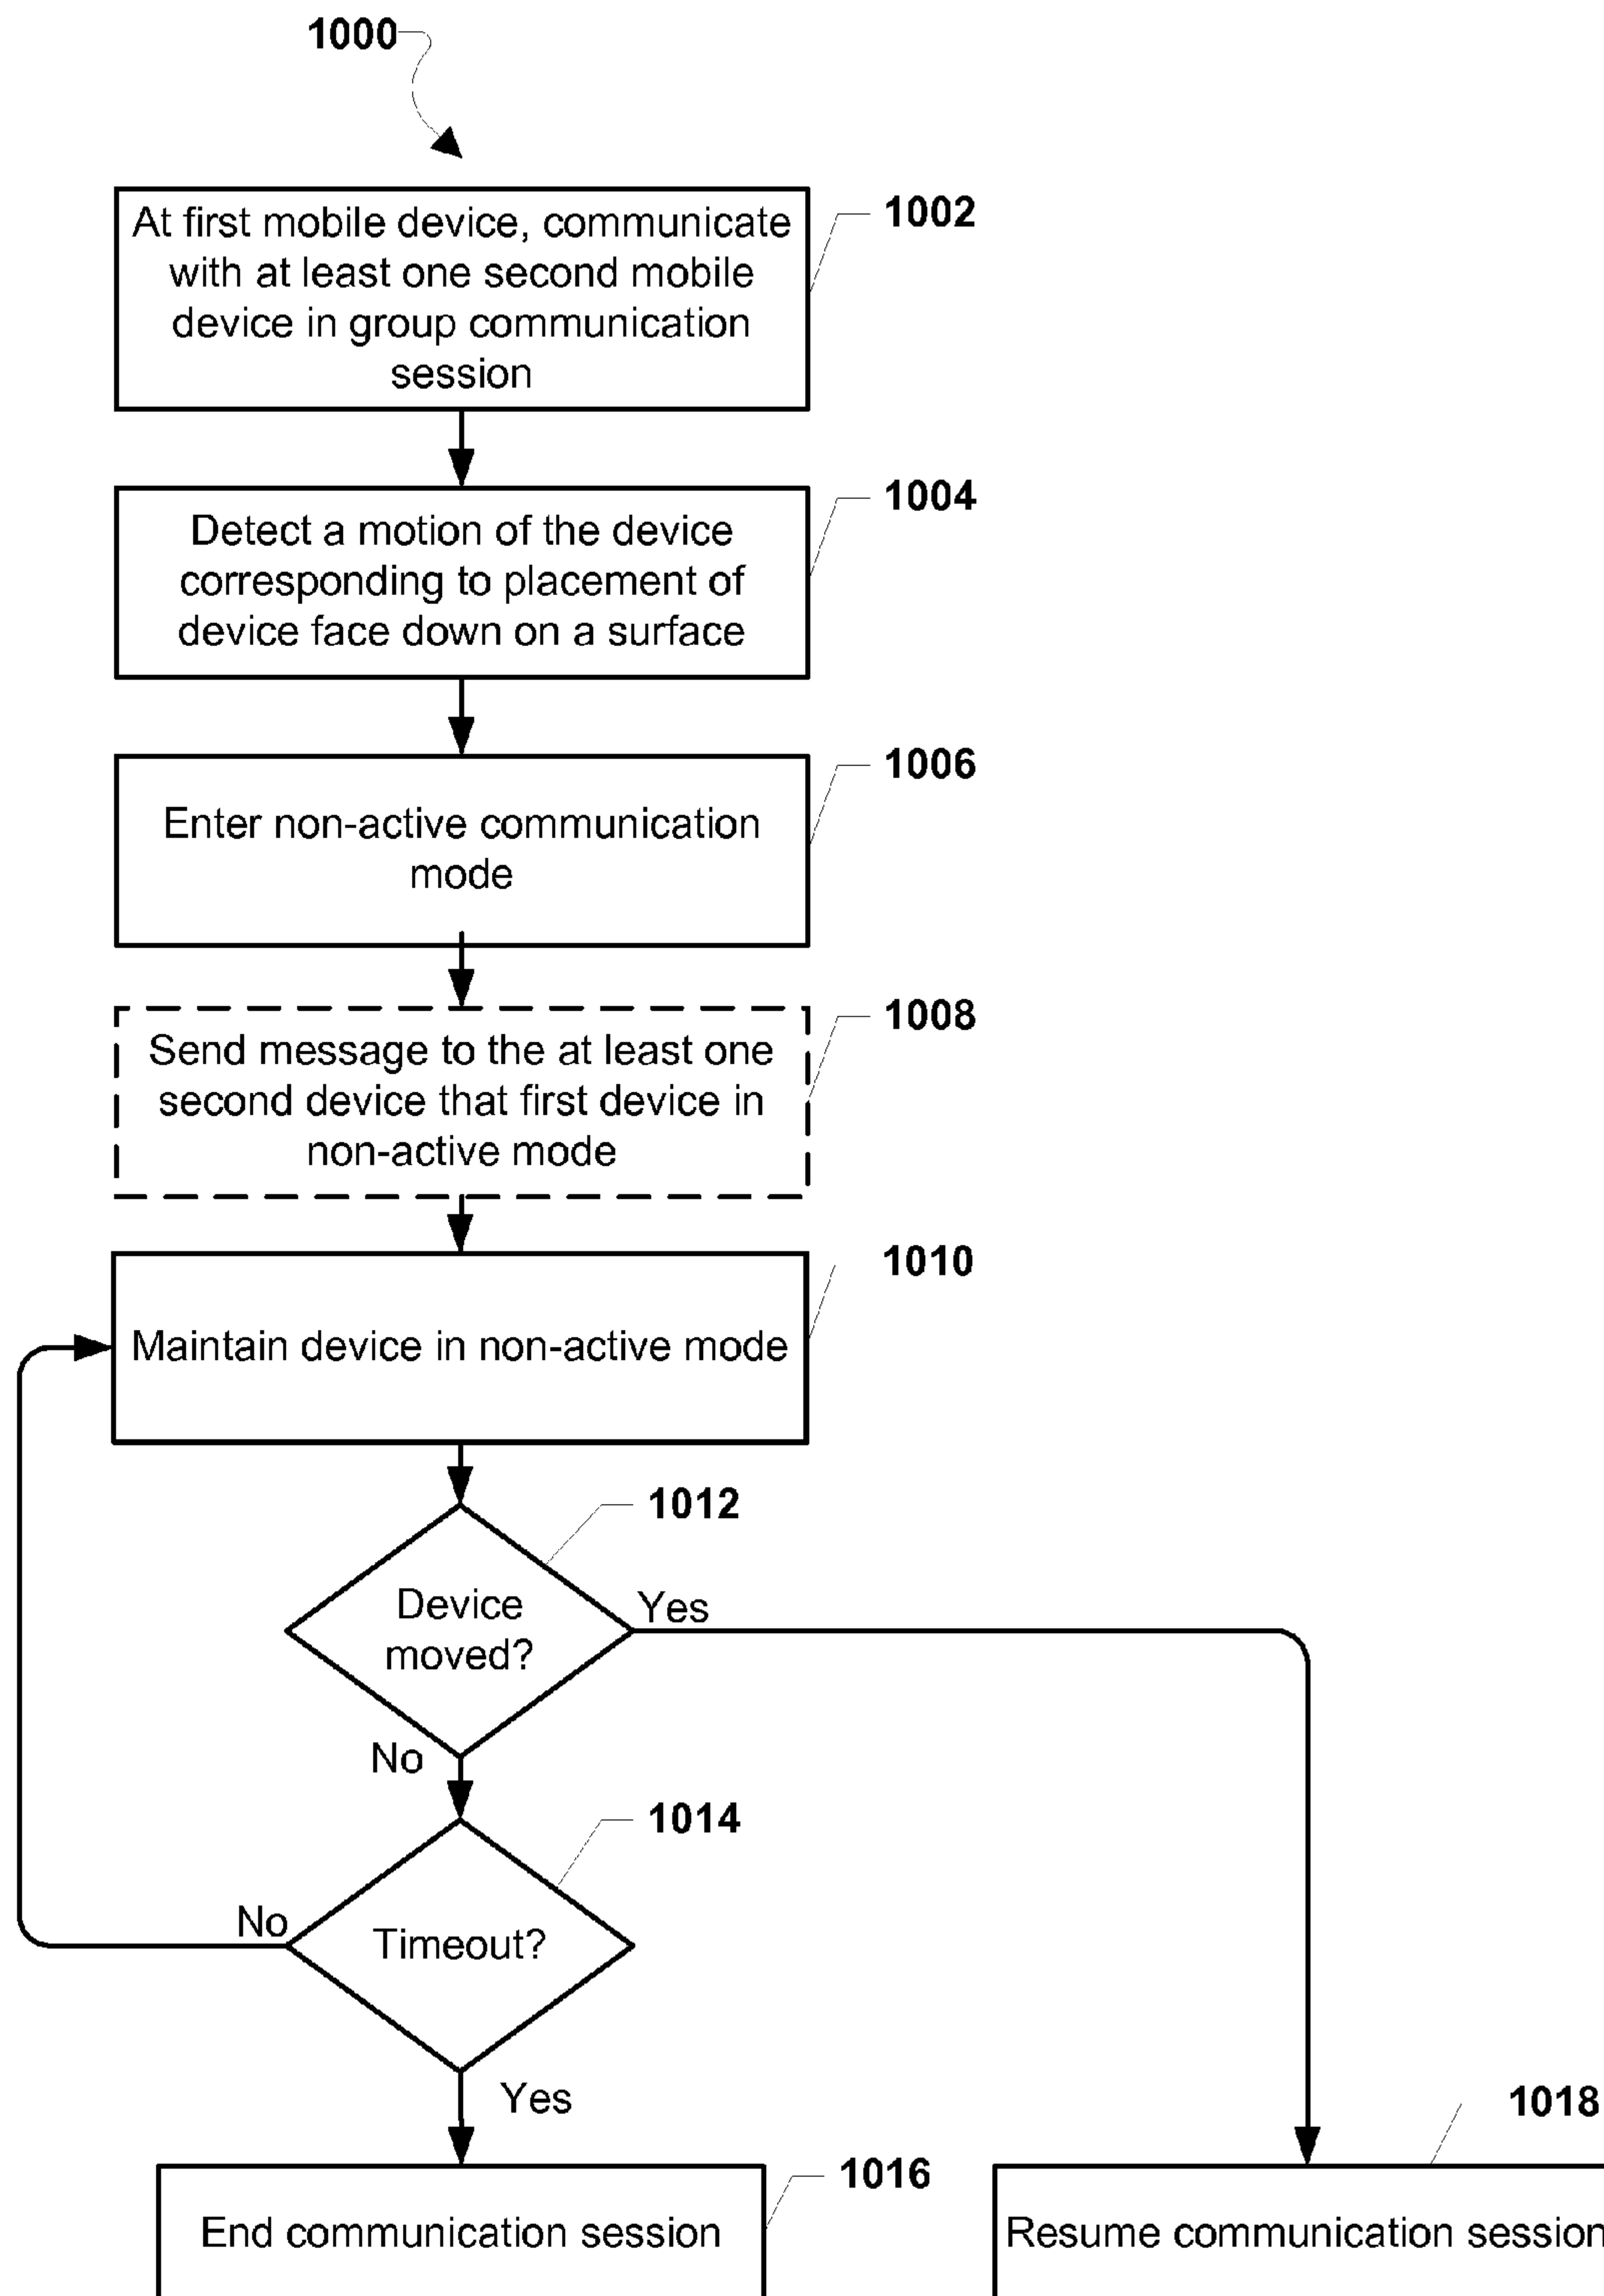 1000
At first mobile device, communicate
with at least one second mobile
device in group communication
session
1002
Detect a motion of the device
corresponding to placement of
device face down on a surface
1004
Enter non-active communication
mode
1006
Send message to the at least one
second device that first device in
non-active mode
1008
Maintain device in non-active mode
1010
1012
Device
moved?
Yes
No
1014
Timeout?
No
Yes
End communication session
1016
1018
Resume communication session